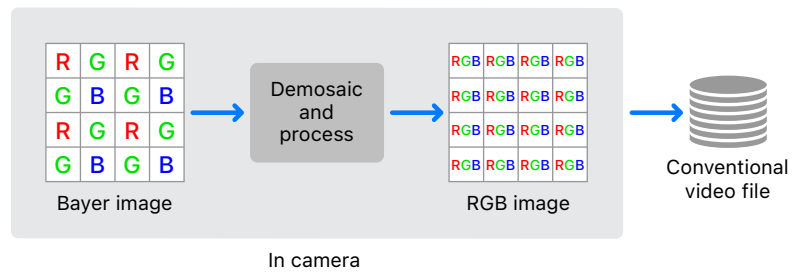 R G R G
G B G B
R G R G
G B G B
Bayer image
Demosaic
and
process
RGB RGB RGB RGB
RGB RGB RGB RGB
RGB RGB RGB RGB
RGB RGB RGB RGB
RGB image
Conventional
video file
In camera